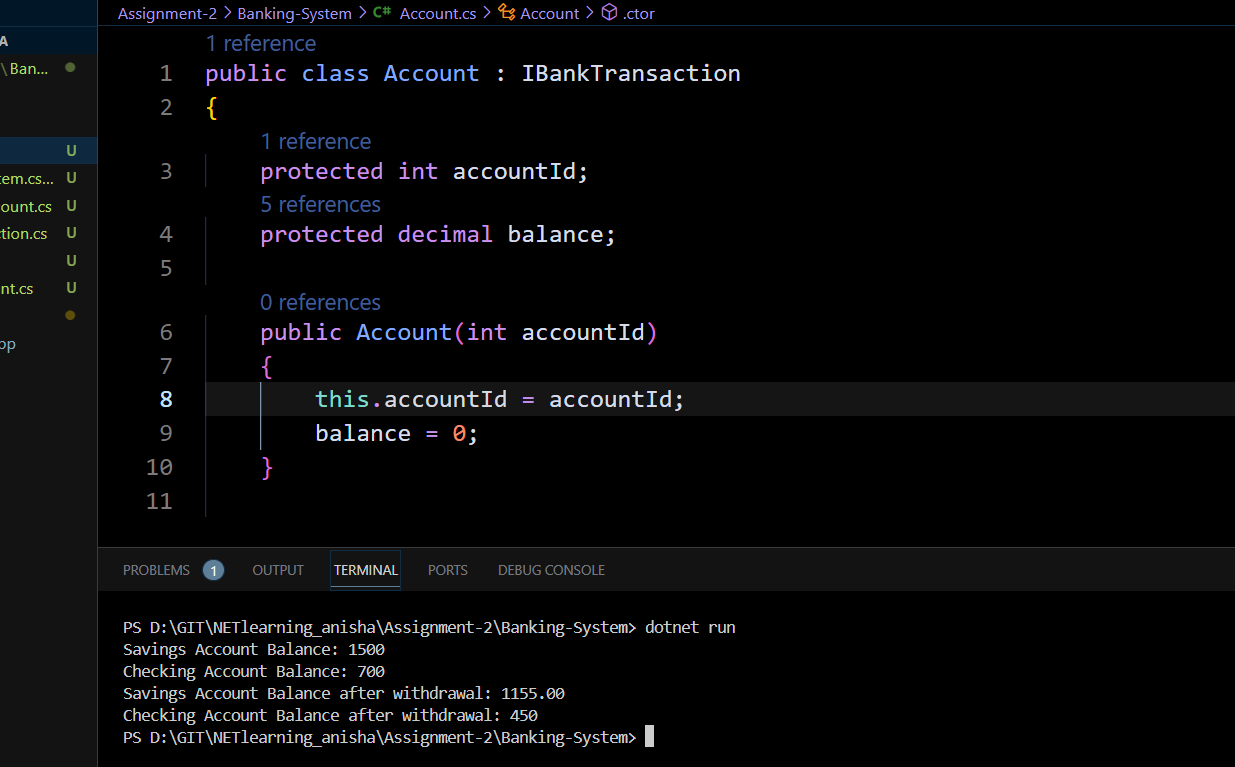 Assignment-2 > Banking-System > C# Account.cs > Account > .ctor
A
\Ban...
U
tem.cs... U
ount.cs U
ction.cs U
U
nt.cs U
pp
1 reference
1 public class Account : IBankTransaction
2 {
1 reference
3 protected int accountId;
5 references
4 protected decimal balance;
5
0 references
6 public Account(int accountId)
7 {
8 this.accountId = accountId;
9 balance = 0;
10 }
11
PROBLEMS 1 OUTPUT TERMINAL PORTS DEBUG CONSOLE
PS D:\GIT\NETlearning_anisha\Assignment-2\Banking-System> dotnet run
Savings Account Balance: 1500
Checking Account Balance: 700
Savings Account Balance after withdrawal: 1155.00
Checking Account Balance after withdrawal: 450
PS D:\GIT\NETlearning_anisha\Assignment-2\Banking-System>